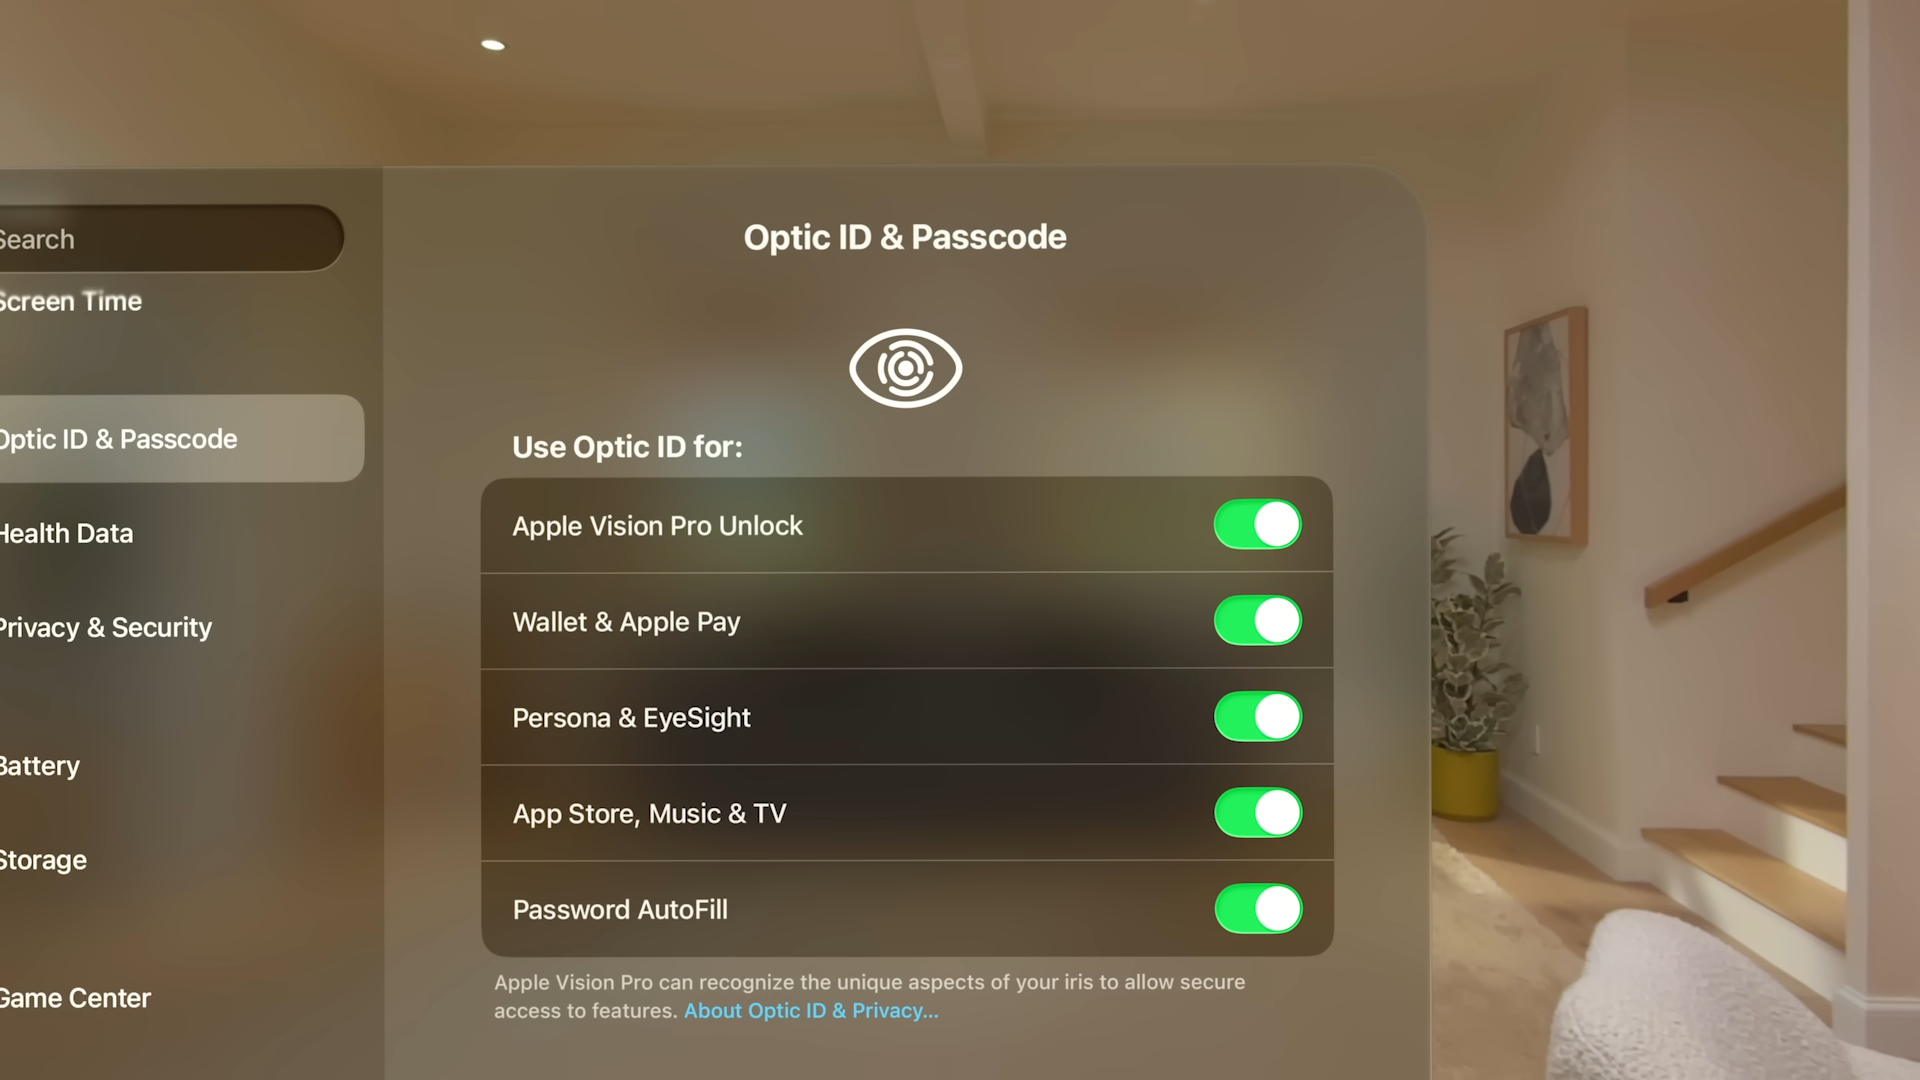 Search
Screen Time
Optic ID & Passcode
Health Data
Privacy & Security
Battery
Storage
Game Center
Optic ID & Passcode
Use Optic ID for:
Apple Vision Pro Unlock
Wallet & Apple Pay
Persona & EyeSight
App Store, Music & TV
Password AutoFill
Apple Vision Pro can recognize the unique aspects of your iris to allow secure
access to features. About Optic ID & Privacy...